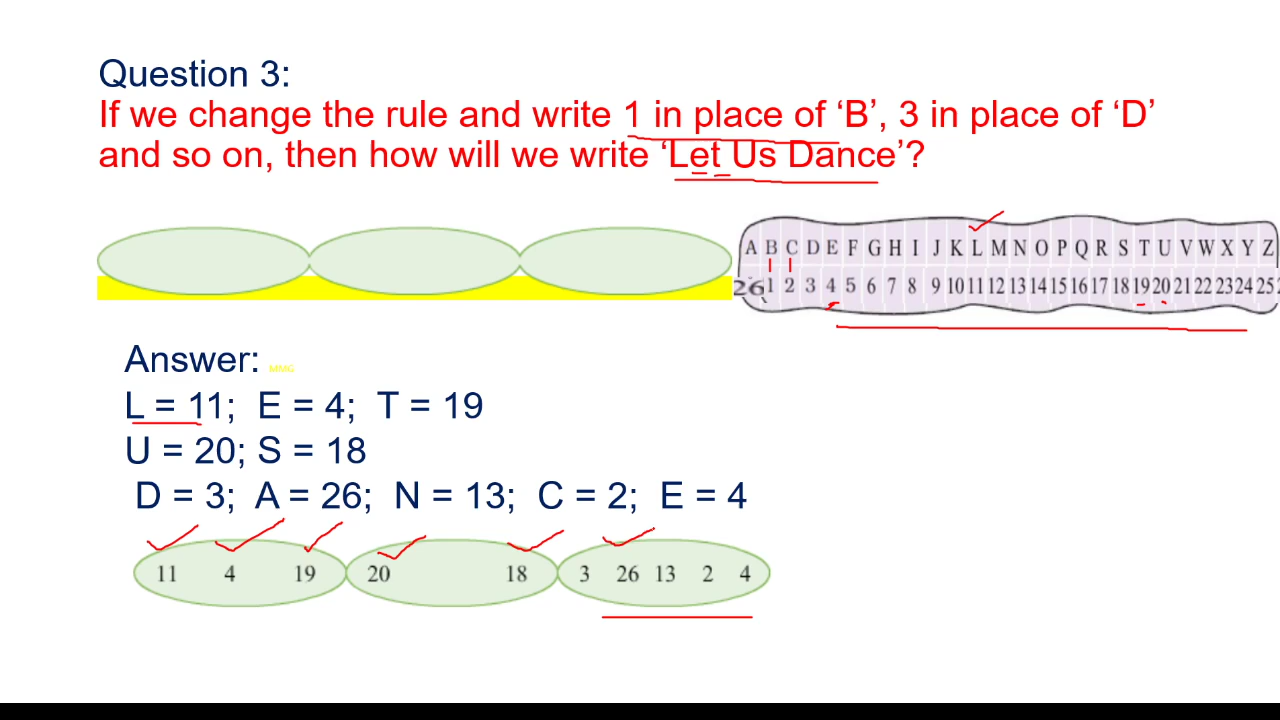 Question 3:
If we change the rule and write 1 in place of ‘B’, 3 in place of ‘D’
and so on, then how will we write ‘Let Us Dance’?
A B C D E F G H I J K L M N O P Q R S T U V W X Y Z
26 1 2 3 4 5 6 7 8 9 10 11 12 13 14 15 16 17 18 19 20 21 22 23 24 25
Answer: MMG
L = 11; E = 4; T = 19
U = 20; S = 18
D = 3; A = 26; N = 13; C = 2; E = 4
11 4 19 20 18 3 26 13 2 4